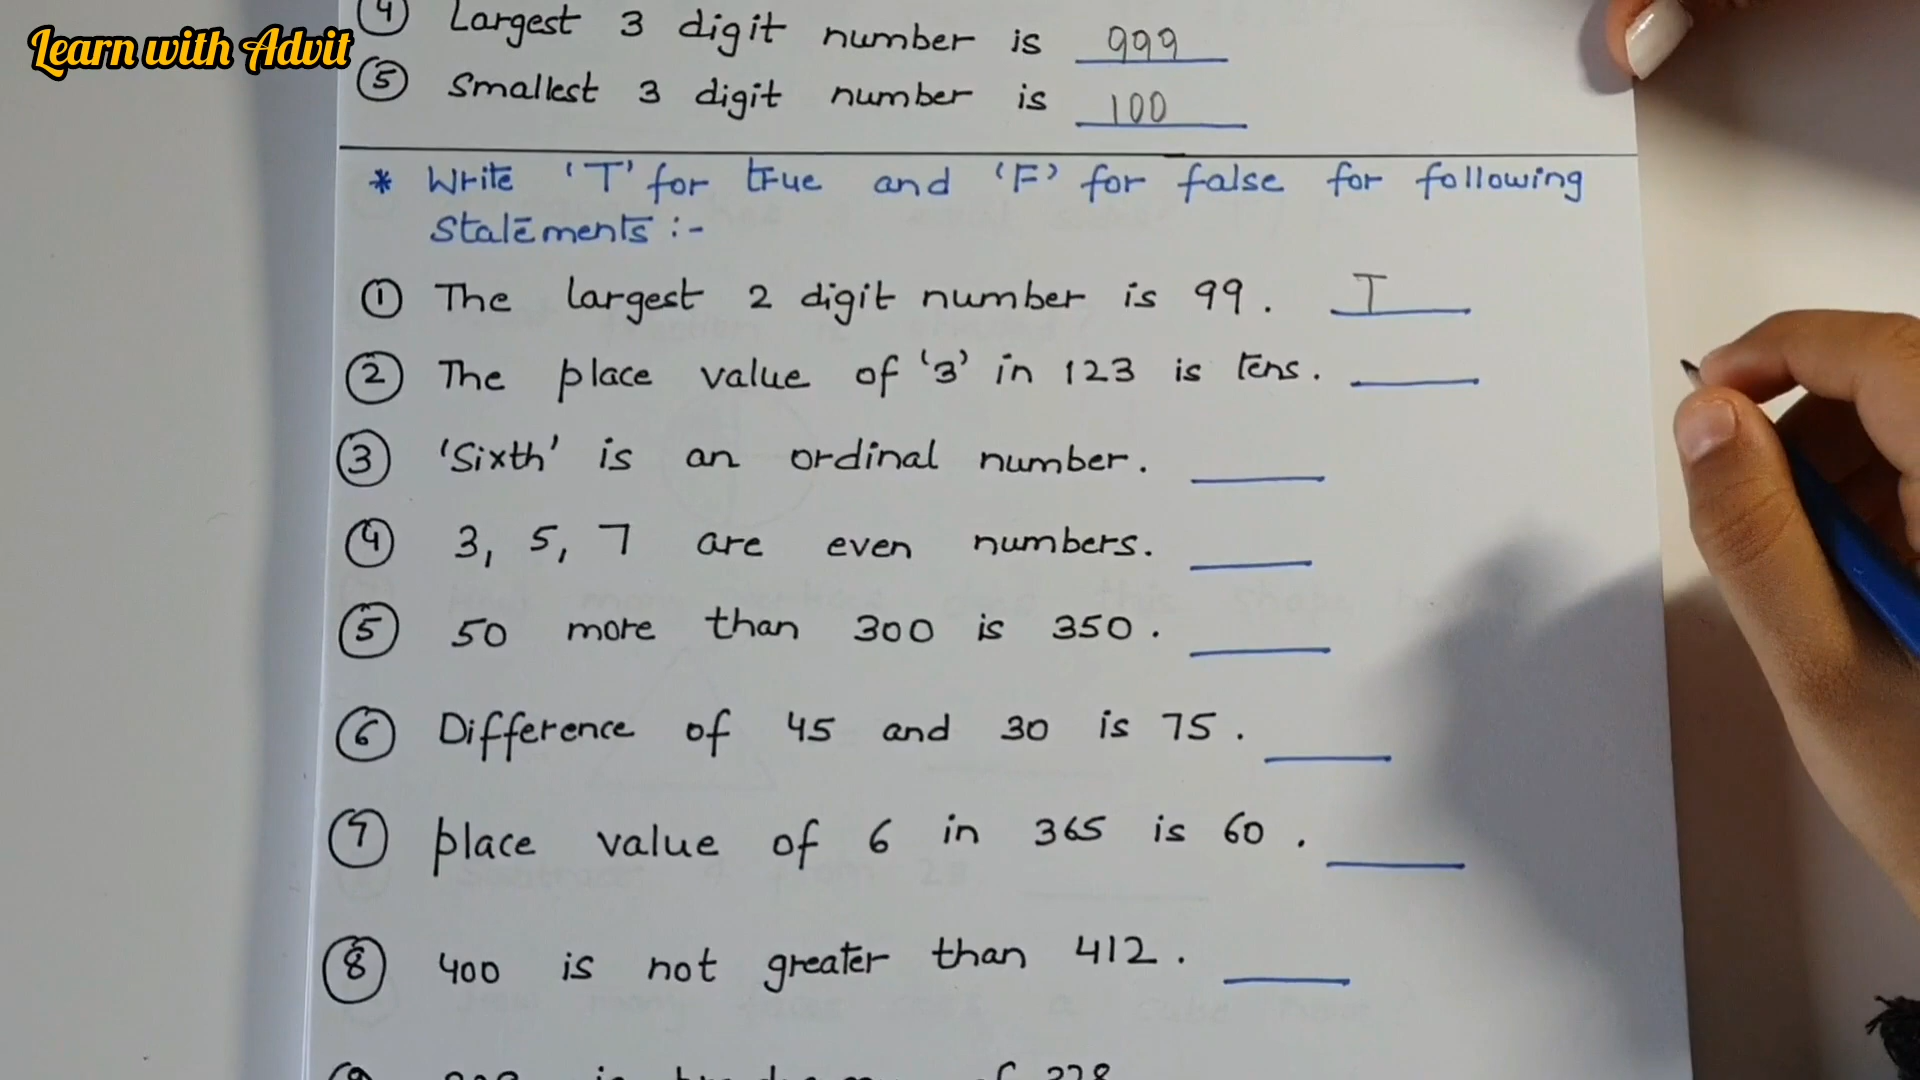 Learn with Advit
4 Largest 3 digit number is 999
5 Smallest 3 digit number is 100
* Write 'T' for true and 'F' for false for following
statements :-
1 The largest 2 digit number is 99. T
2 The place value of '3' in 123 is tens.
3 'Sixth' is an ordinal number.
4 3, 5, 7 are even numbers.
5 50 more than 300 is 350.
6 Difference of 45 and 30 is 75.
7 place value of 6 in 365 is 60.
8 400 is not greater than 412.